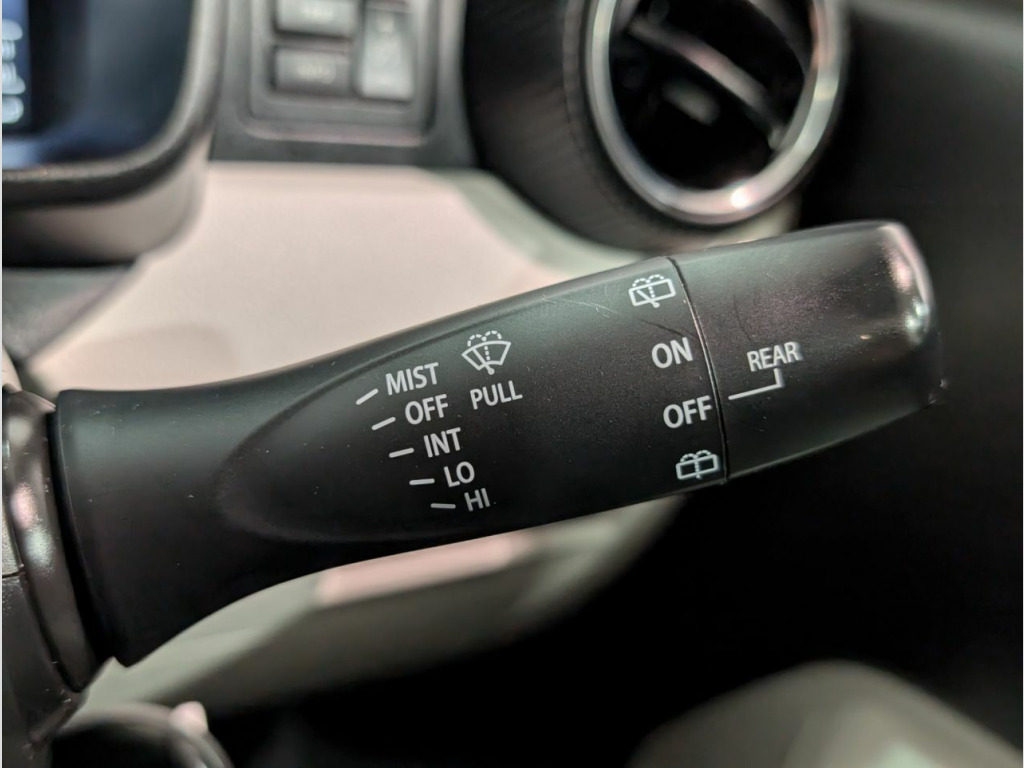 MIST
OFF
INT
LO
HI
PULL
ON
OFF
REAR